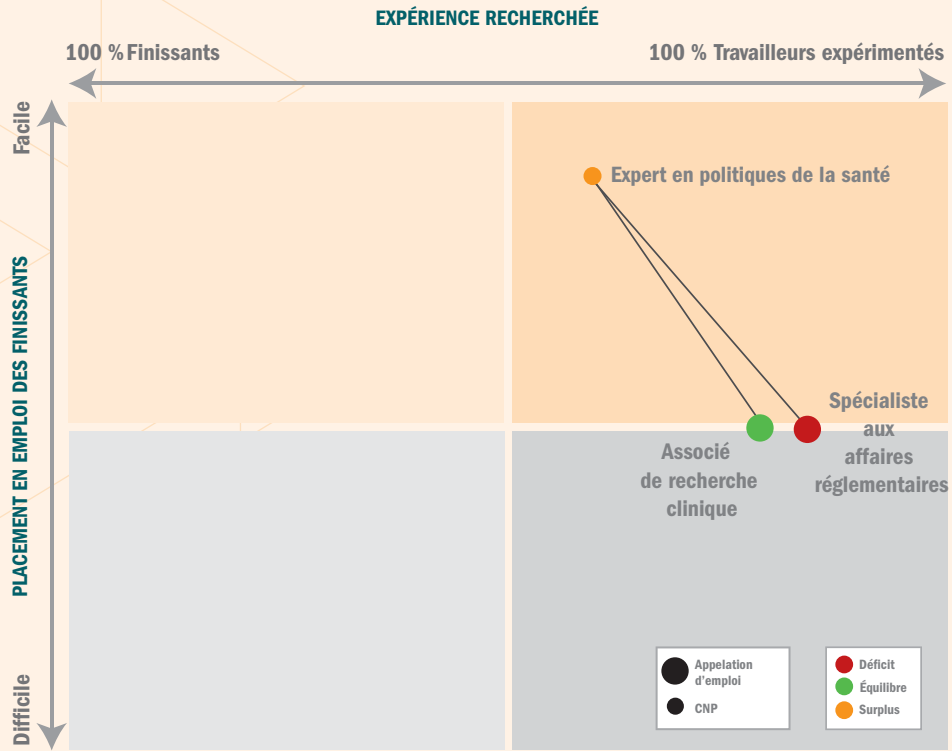 EXPÉRIENCE RECHERCHÉE
100 % Finissants
100 % Travailleurs expérimentés
Facile
PLACEMENT EN EMPLOI DES FINISSANTS
Difficile
Expert en politiques de la santé
Associé
de recherche
clinique
Spécialiste
aux
affaires
réglementaires
Appelation
d'emploi
CNP
Déficit
Équilibre
Surplus